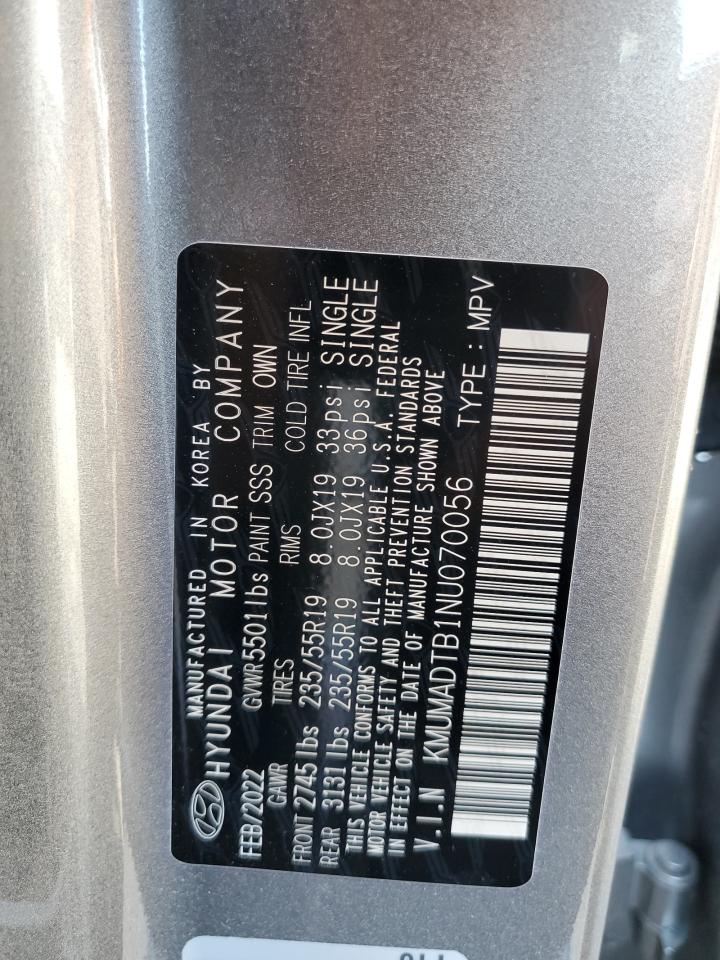 MANUFACTURED IN KOREA BY
HYUNDAI MOTOR COMPANY
FEB/2022 GVWR5501lbs PAINT SSS TRIM OWN
GAWR TIRES RIMS COLD TIRE INFL
FRONT 2745 lbs 235/55R19 8.0JX19 33psi SINGLE
REAR 3131 lbs 235/55R19 8.0JX19 36psi SINGLE
THIS VEHICLE CONFORMS TO ALL APPLICABLE U.S.A. FEDERAL
MOTOR VEHICLE SAFETY AND THEFT PREVENTION STANDARDS
IN EFFECT ON THE DATE OF MANUFACTURE SHOWN ABOVE
V.I.N KMUMADTB1NU070056 TYPE : MPV